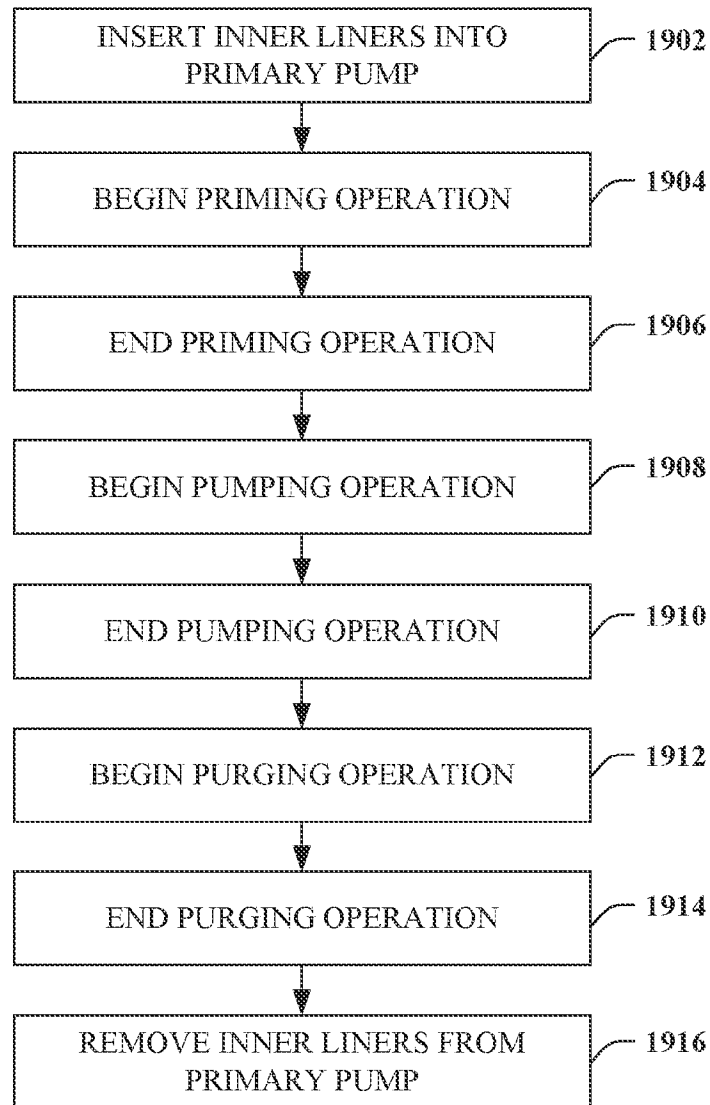 INSERT INNER LINERS INTO
PRIMARY PUMP
1902
BEGIN PRIMING OPERATION
1904
END PRIMING OPERATION
1906
BEGIN PUMPING OPERATION
1908
END PUMPING OPERATION
1910
BEGIN PURGING OPERATION
1912
END PURGING OPERATION
1914
REMOVE INNER LINERS FROM
PRIMARY PUMP
1916